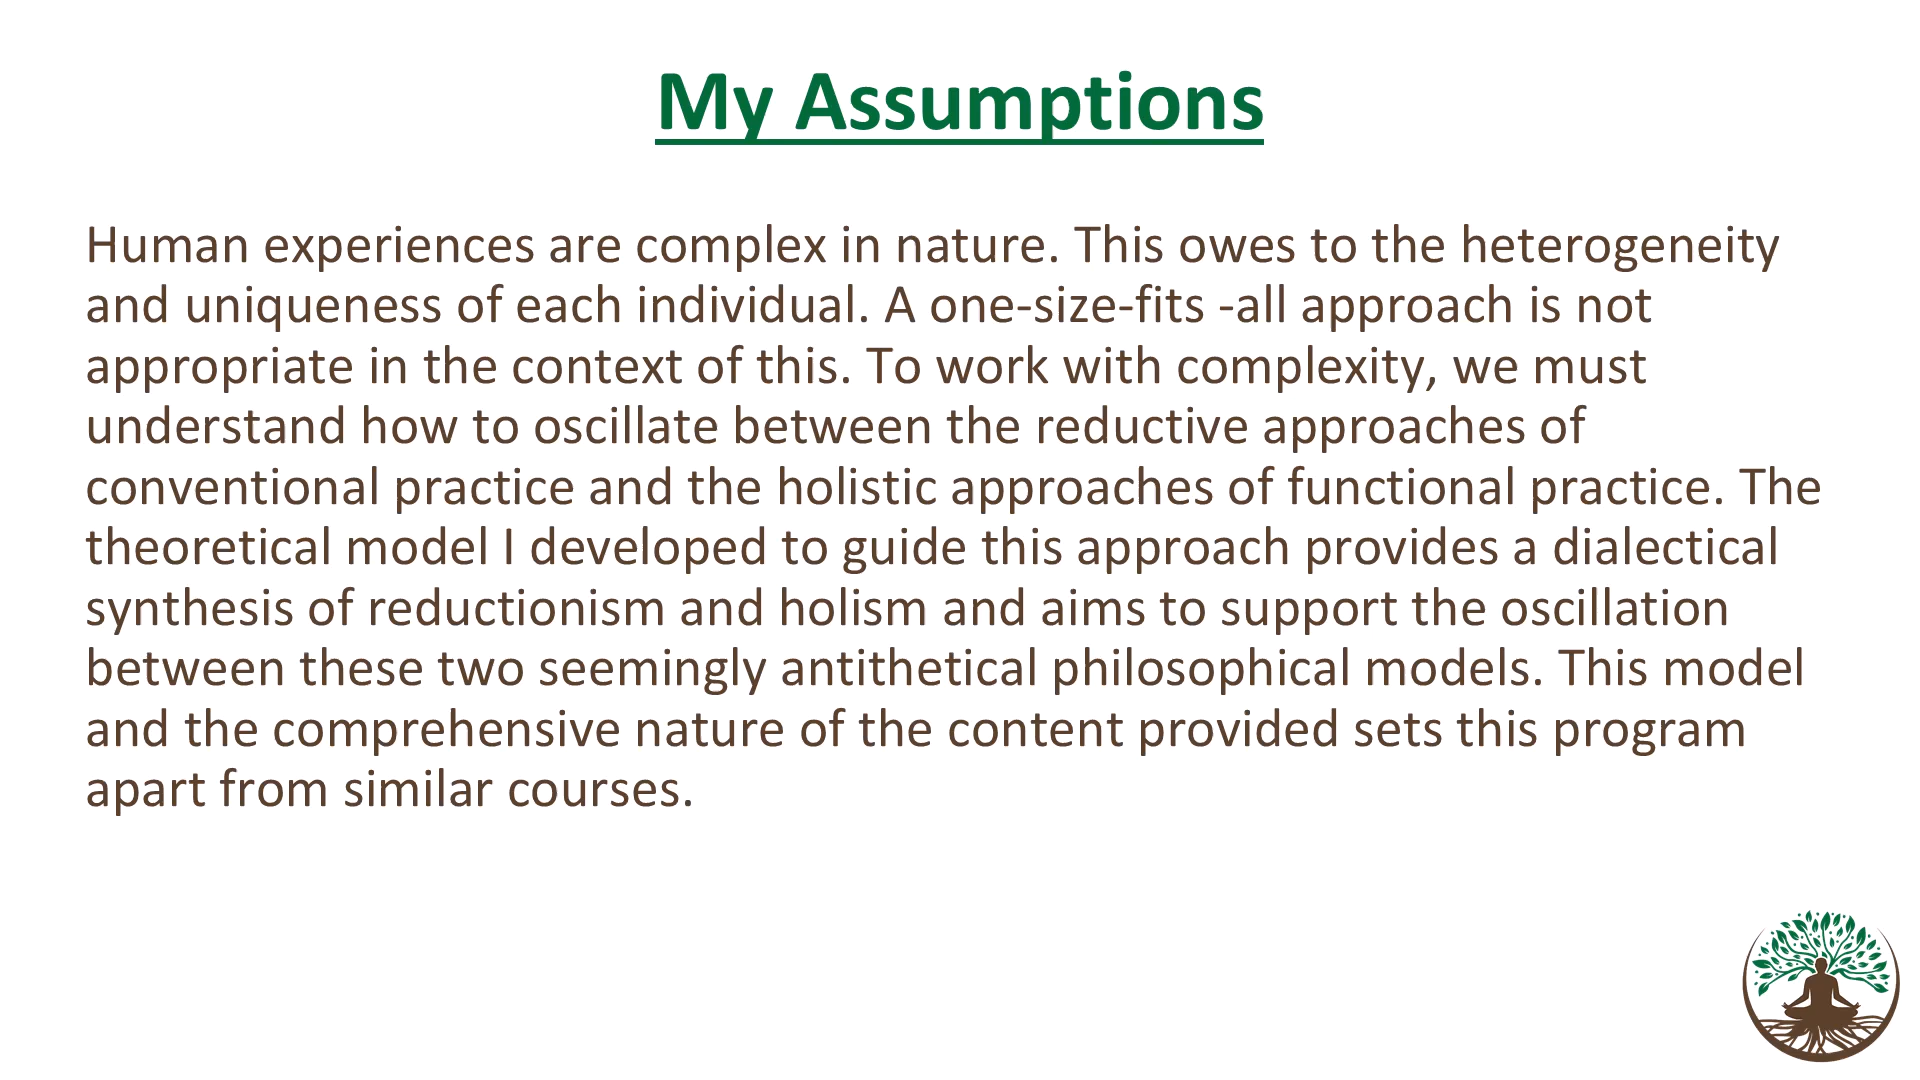 My Assumptions
Human experiences are complex in nature. This owes to the heterogeneity
and uniqueness of each individual. A one-size-fits -all approach is not
appropriate in the context of this. To work with complexity, we must
understand how to oscillate between the reductive approaches of
conventional practice and the holistic approaches of functional practice. The
theoretical model I developed to guide this approach provides a dialectical
synthesis of reductionism and holism and aims to support the oscillation
between these two seemingly antithetical philosophical models. This model
and the comprehensive nature of the content provided sets this program
apart from similar courses.